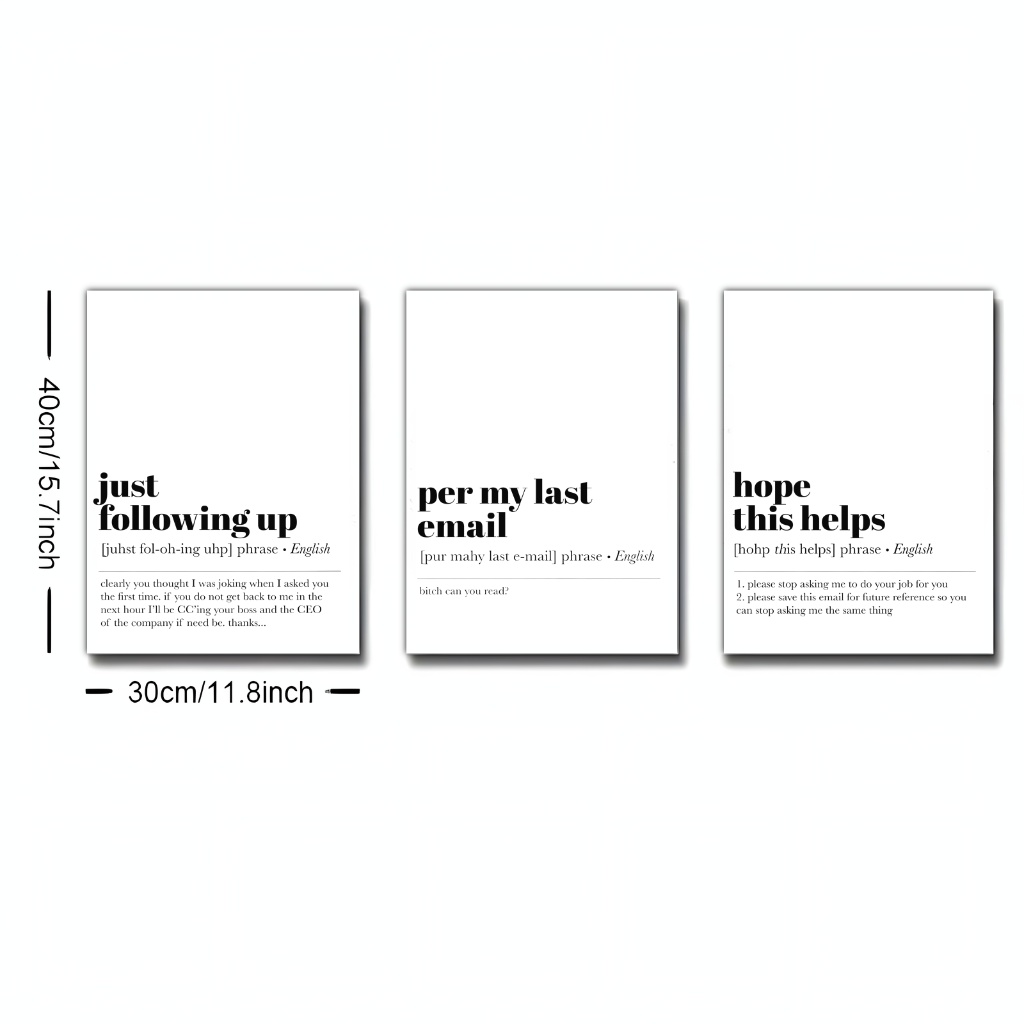 40cm/15.7inch
just
following up
[juhst fol-oh-ing uhp] phrase • English
clearly you thought I was joking when I asked you
the first time. if you do not get back to me in the
next hour I'll be CC'ing your boss and the CEO
of the company if need be. thanks...
per my last
email
[pur mahy last e-mail] phrase • English
bitch can you read?
hope
this helps
[hohp this helps] phrase • English
1. please stop asking me to do your job for you
2. please save this email for future reference so you
can stop asking me the same thing
30cm/11.8inch